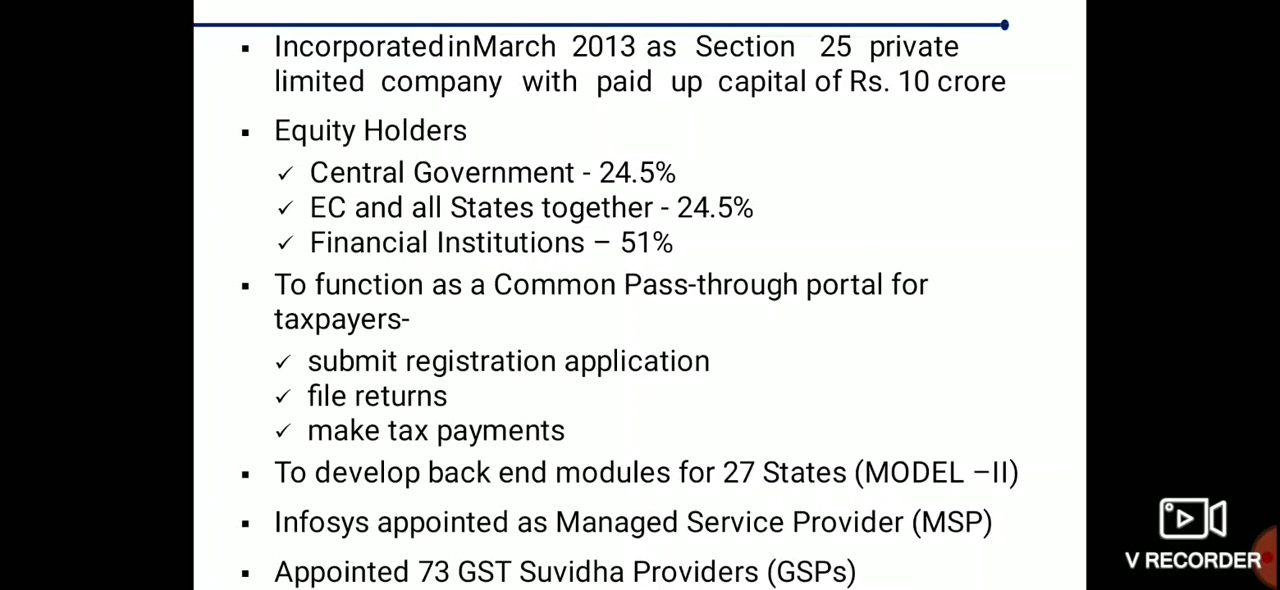 ▪ IncorporatedinMarch 2013 as Section 25 private
limited company with paid up capital of Rs. 10 crore
▪ Equity Holders
✓ Central Government - 24.5%
✓ EC and all States together - 24.5%
✓ Financial Institutions – 51%
▪ To function as a Common Pass-through portal for
taxpayers-
✓ submit registration application
✓ file returns
✓ make tax payments
▪ To develop back end modules for 27 States (MODEL –II)
▪ Infosys appointed as Managed Service Provider (MSP)
▪ Appointed 73 GST Suvidha Providers (GSPs)
V RECORDER